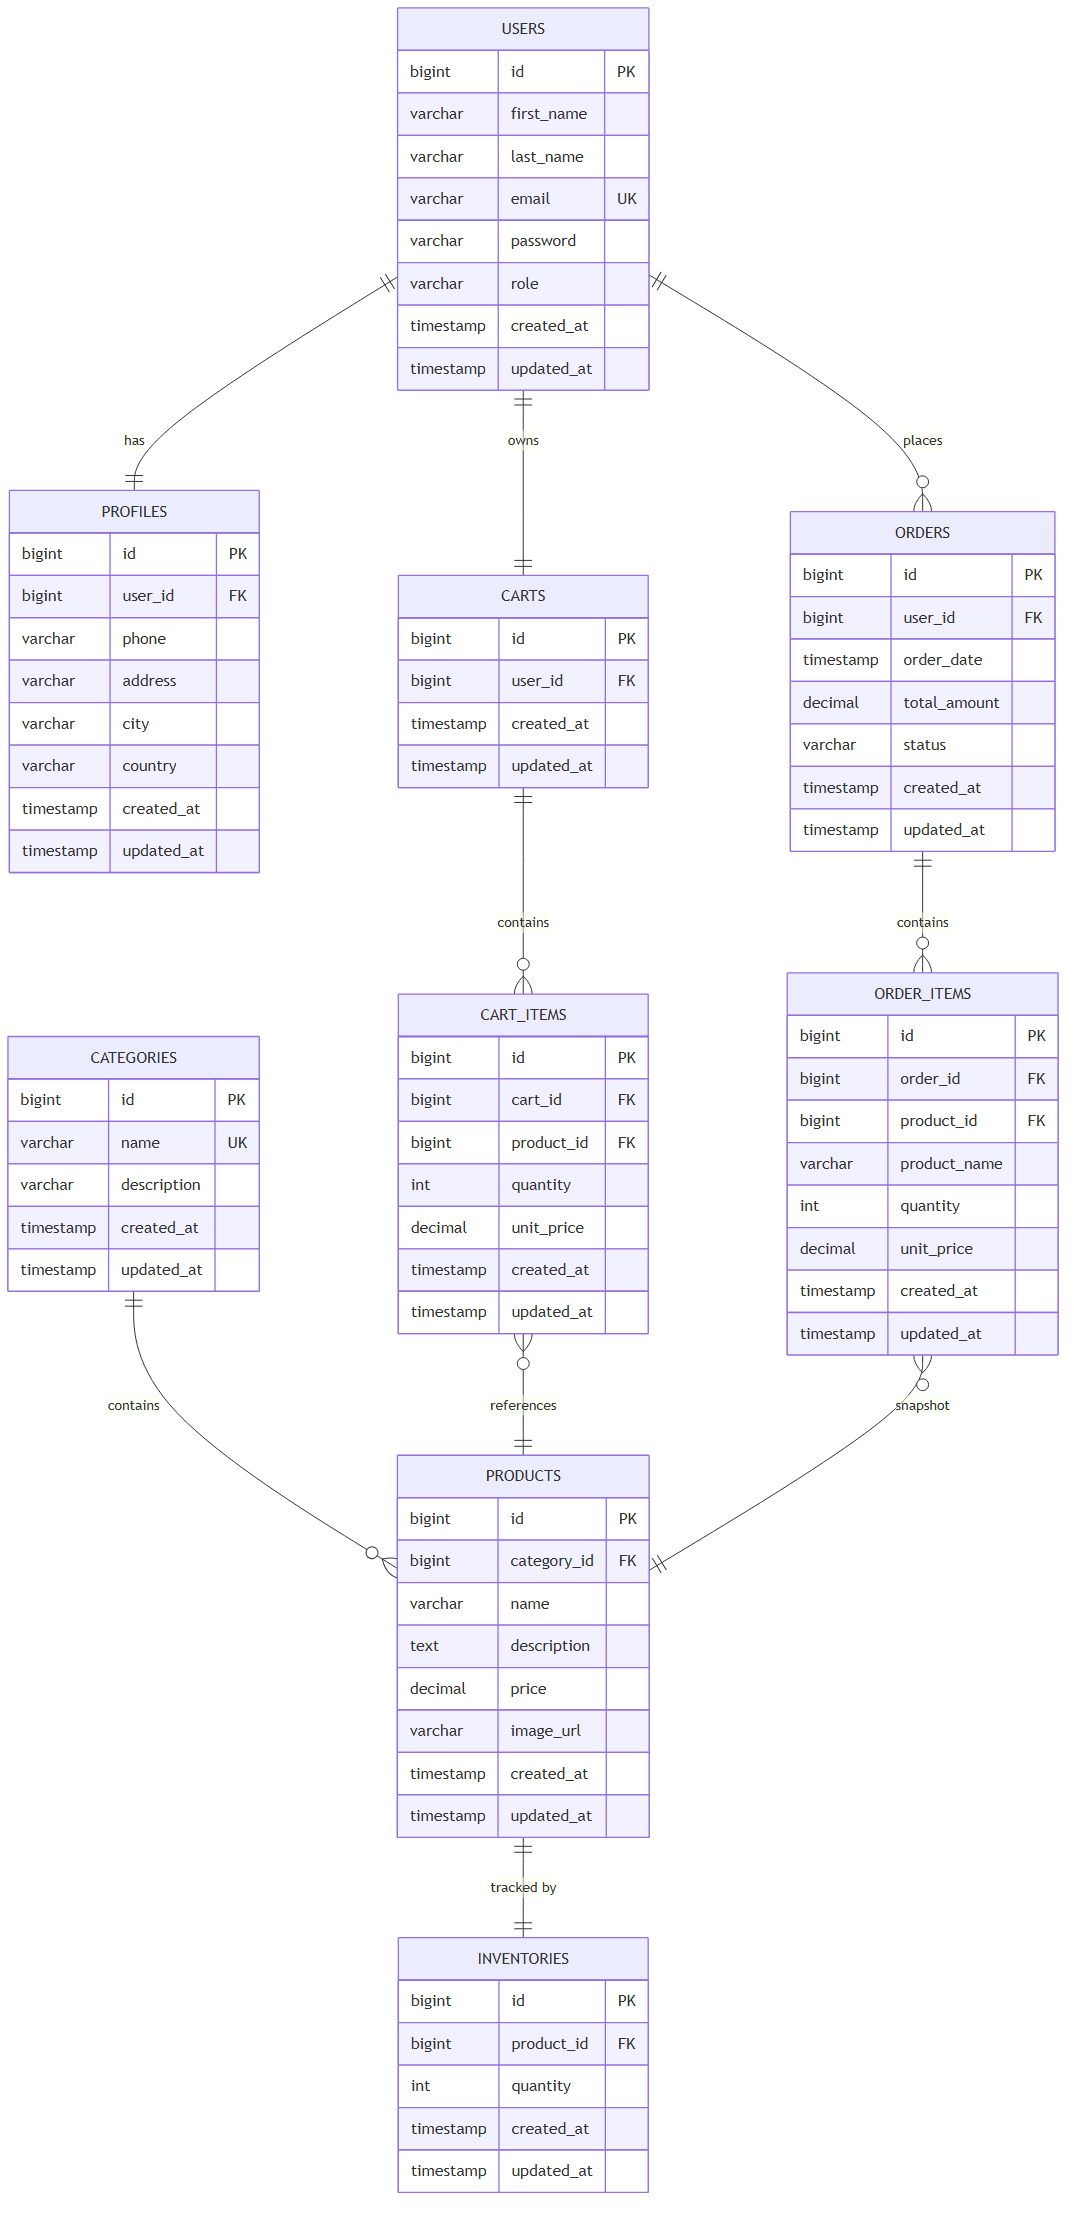 USERS
bigint id PK
varchar first_name
varchar last_name
varchar email UK
varchar password
varchar role
timestamp created_at
timestamp updated_at
has
owns
places
PROFILES
bigint id PK
bigint user_id FK
varchar phone
varchar address
varchar city
varchar country
timestamp created_at
timestamp updated_at
CARTS
bigint id PK
bigint user_id FK
timestamp created_at
timestamp updated_at
ORDERS
bigint id PK
bigint user_id FK
timestamp order_date
decimal total_amount
varchar status
timestamp created_at
timestamp updated_at
contains
contains
CATEGORIES
bigint id PK
varchar name UK
varchar description
timestamp created_at
timestamp updated_at
CART_ITEMS
bigint id PK
bigint cart_id FK
bigint product_id FK
int quantity
decimal unit_price
timestamp created_at
timestamp updated_at
ORDER_ITEMS
bigint id PK
bigint order_id FK
bigint product_id FK
varchar product_name
int quantity
decimal unit_price
timestamp created_at
timestamp updated_at
contains
references
snapshot
PRODUCTS
bigint id PK
bigint category_id FK
varchar name
text description
decimal price
varchar image_url
timestamp created_at
timestamp updated_at
tracked by
INVENTORIES
bigint id PK
bigint product_id FK
int quantity
timestamp created_at
timestamp updated_at